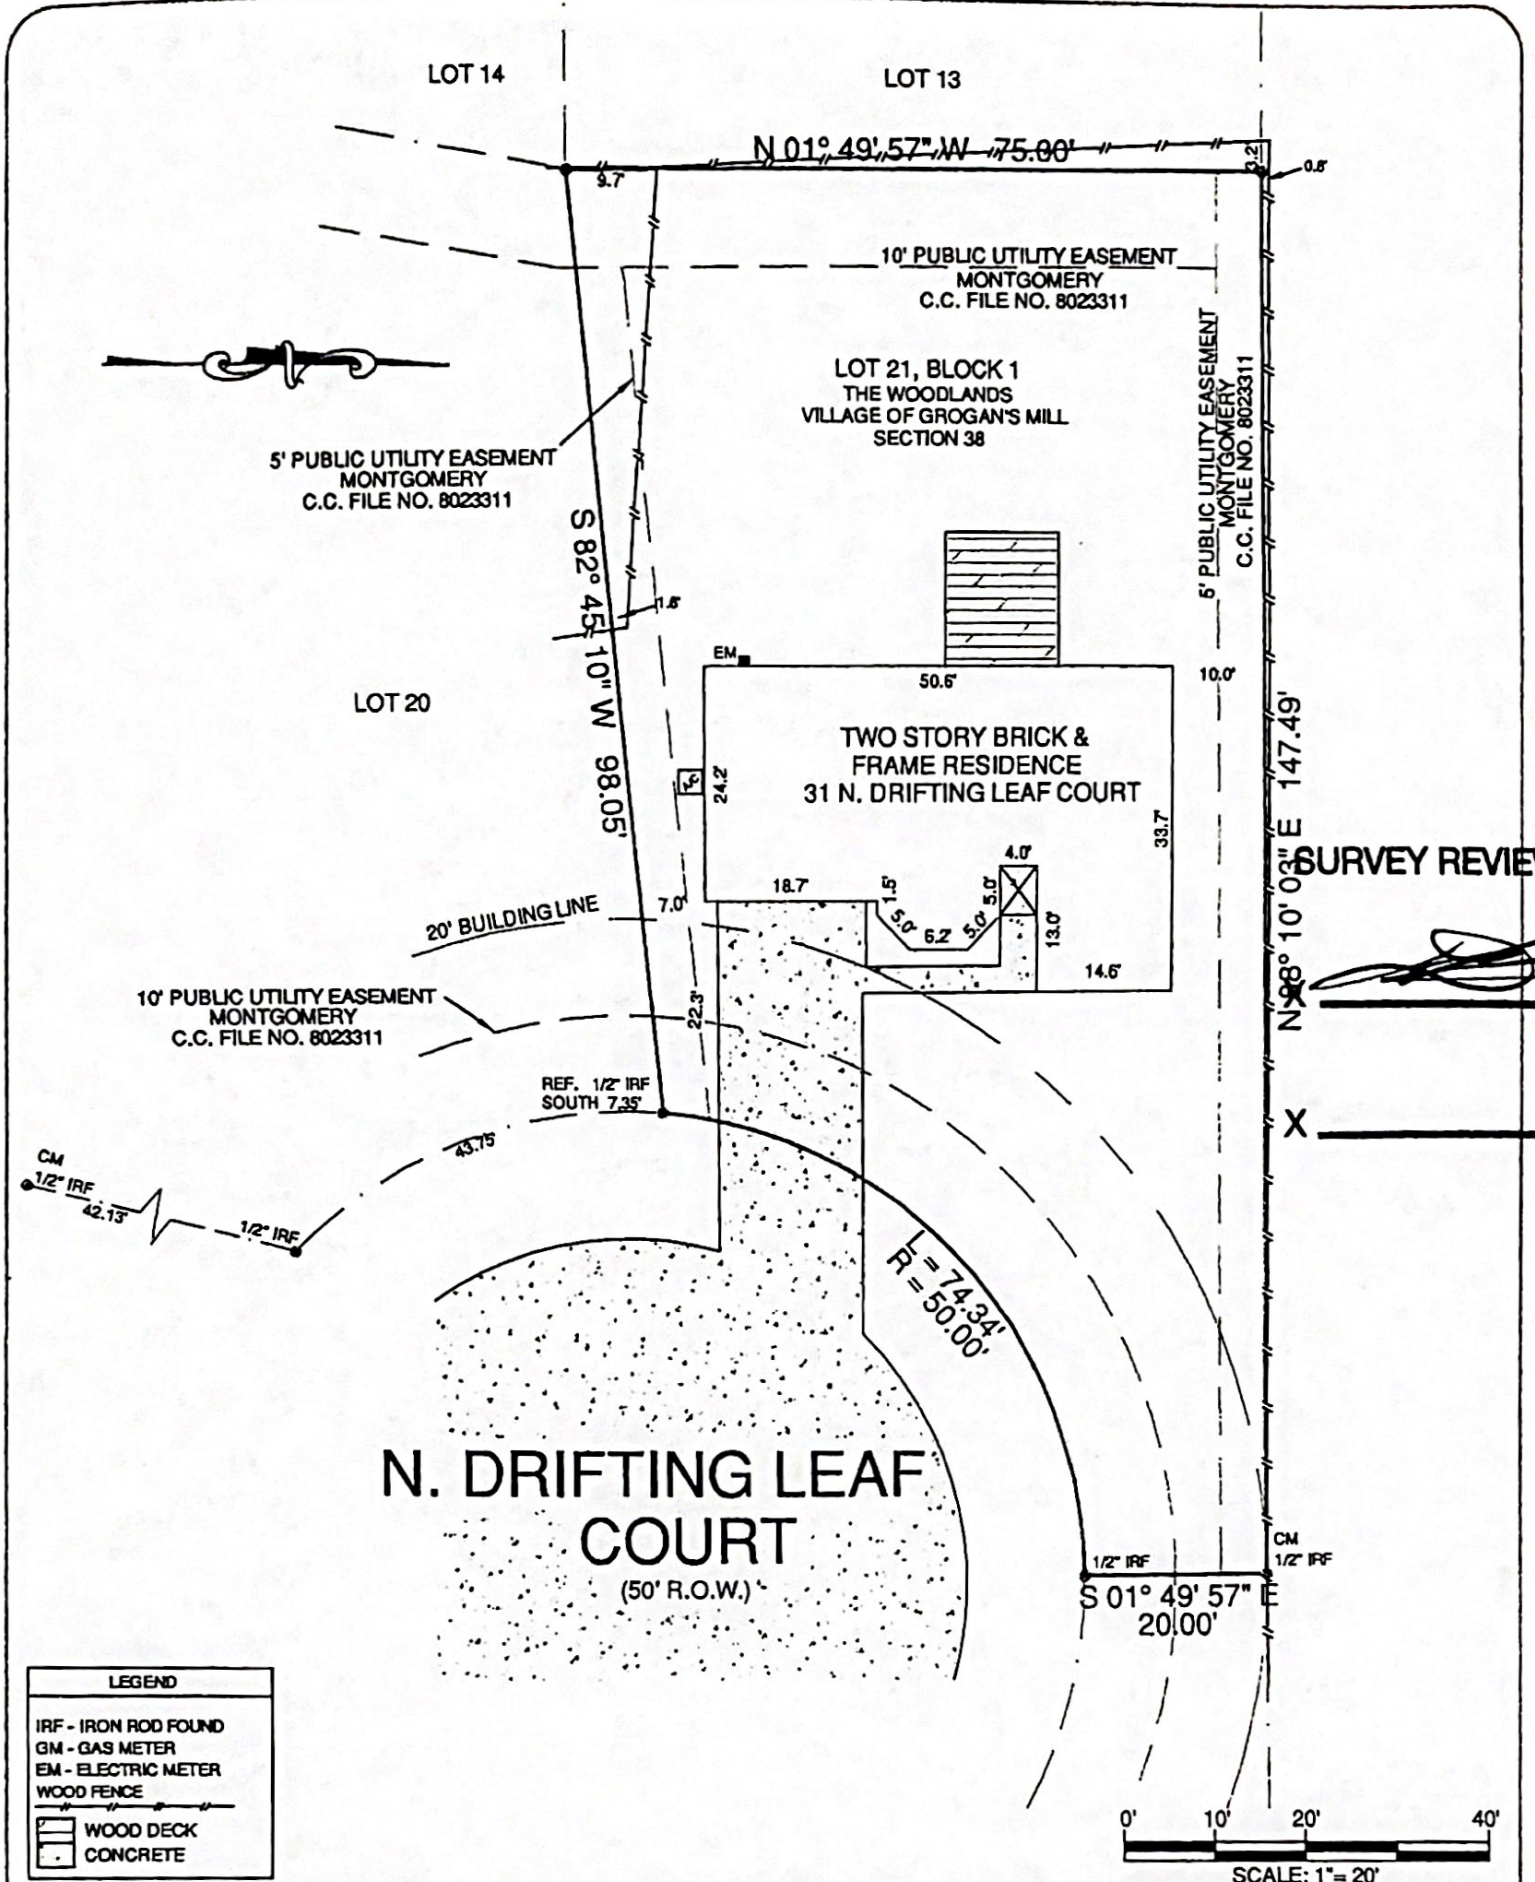 LOT 14
LOT 13
N 01° 49' 57" W 75.00'
3.2'
9.7'
10' PUBLIC UTILITY EASEMENT
MONTGOMERY
C.C. FILE NO. 8023311
LOT 21, BLOCK 1
THE WOODLANDS
VILLAGE OF GROGAN'S MILL
SECTION 38
5' PUBLIC UTILITY EASEMENT
MONTGOMERY
C.C. FILE NO. 8023311
5' PUBLIC UTILITY EASEMENT
MONTGOMERY
C.C. FILE NO. 8023311
S 82° 45' 10" W 98.05'
EM
50.6'
10.0'
LOT 20
TWO STORY BRICK &
FRAME RESIDENCE
31 N. DRIFTING LEAF COURT
24.2'
33.7'
N 88° 10' 03" E 147.49'
SURVEY REVIEW
4.0'
18.7'
1.5'
5.0'
6.2'
5.0'
5.0'
13.0'
14.6'
20' BUILDING LINE
7.0'
X
10' PUBLIC UTILITY EASEMENT
MONTGOMERY
C.C. FILE NO. 8023311
22.3'
REF. 1/2" IRF
SOUTH 7.35'
X
43.75'
CM
1/2" IRF
42.13'
1/2" IRF
L = 74.34'
R = 50.00'
N. DRIFTING LEAF
COURT
(50' R.O.W.)
1/2" IRF
CM
1/2" IRF
S 01° 49' 57" E
20.00'
LEGEND
IRF - IRON ROD FOUND
GM - GAS METER
EM - ELECTRIC METER
WOOD FENCE
WOOD DECK
CONCRETE
0' 10' 20' 40'
SCALE: 1" = 20'